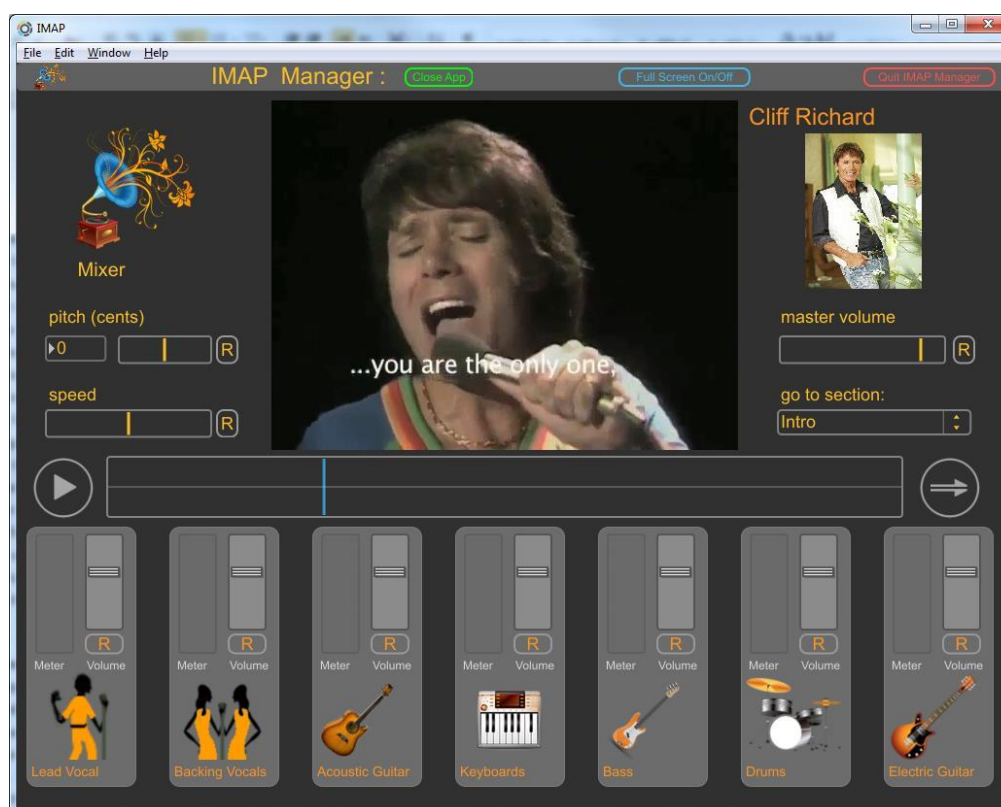 IMAP
File Edit Window Help
IMAP Manager : Close App Full Screen On/Off Quit IMAP Manager
Cliff Richard
Mixer
pitch (cents)
0 R
speed
R
...you are the only one,
master volume
R
go to section:
Intro
R R R R R R R
Meter Volume Meter Volume Meter Volume Meter Volume Meter Volume Meter Volume Meter Volume
Lead Vocal Backing Vocals Acoustic Guitar Keyboards Bass Drums Electric Guitar